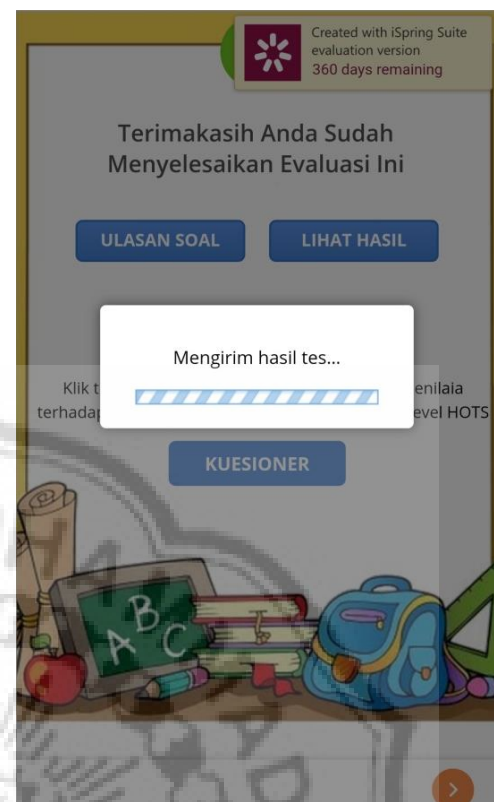 Created with iSpring Suite
evaluation version
360 days remaining
Terimakasih Anda Sudah
Menyelesaikan Evaluasi Ini
ULASAN SOAL
LIHAT HASIL
Mengirim hasil tes...
Klik t enilaia
terhadap evel HOTS
KUESIONER
A B C